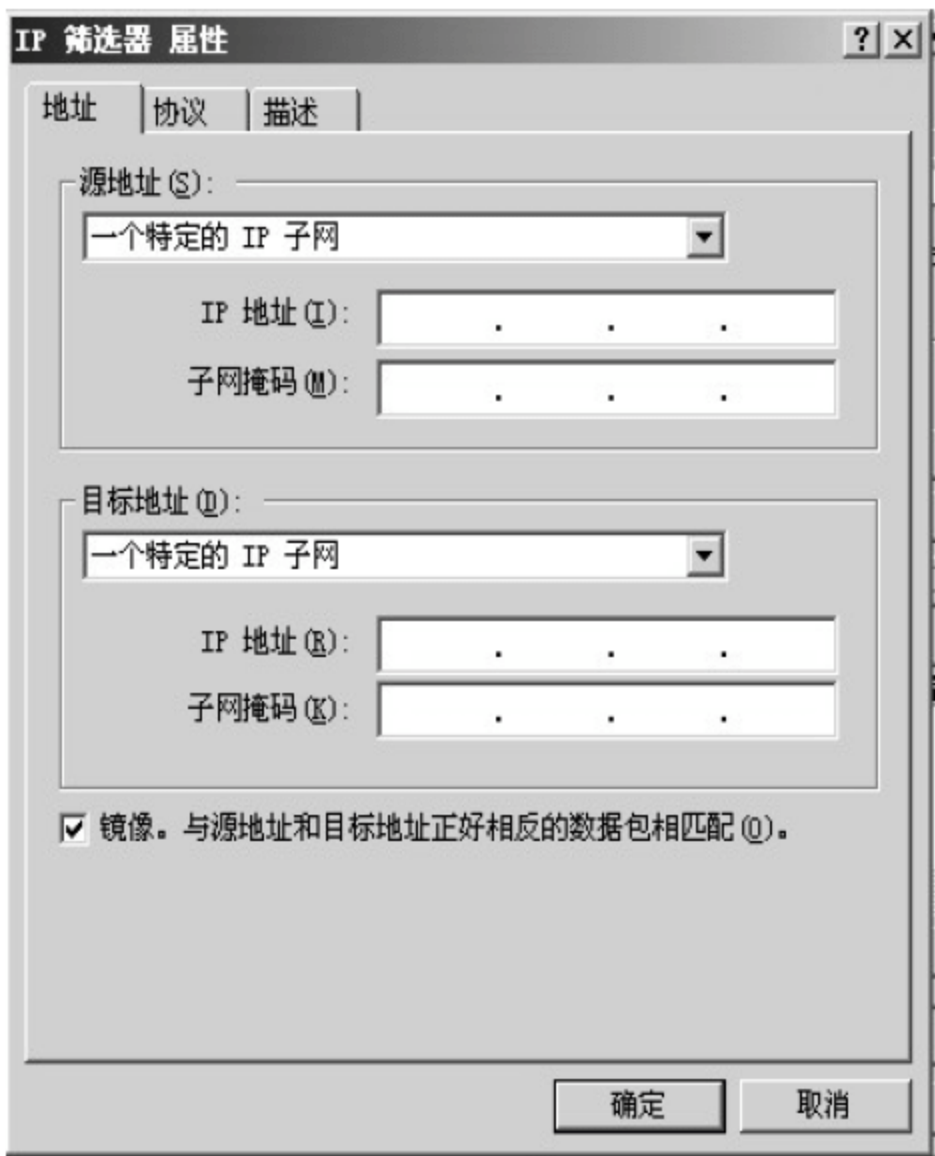 IP 筛选器 属性
地址 协议 描述
源地址(S):
一个特定的 IP 子网
IP 地址(I):
. . .
子网掩码(M):
. . .
目标地址(D):
一个特定的 IP 子网
IP 地址(R):
. . .
子网掩码(K):
. . .
镜像。与源地址和目标地址正好相反的数据包相匹配(O)。
确定 取消